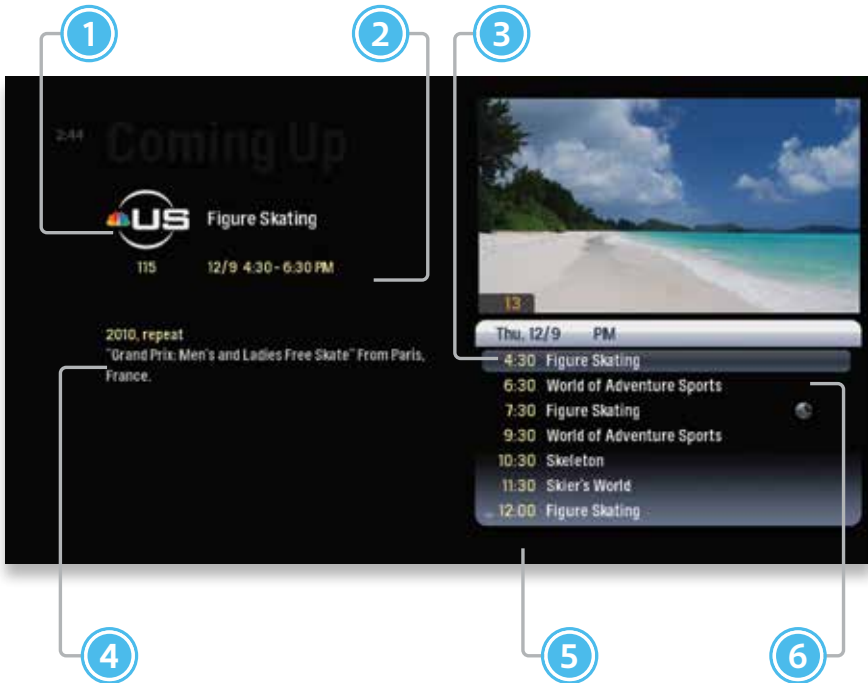 1
2
3
2:44
Coming Up
US
Figure Skating
115
12/9 4:30 - 6:30 PM
2010, repeat
"Grand Prix: Men's and Ladies Free Skate" From Paris,
France.
13
Thu, 12/9 PM
4:30 Figure Skating
6:30 World of Adventure Sports
7:30 Figure Skating
9:30 World of Adventure Sports
10:30 Skeleton
11:30 Skier's World
12:00 Figure Skating
4
5
6